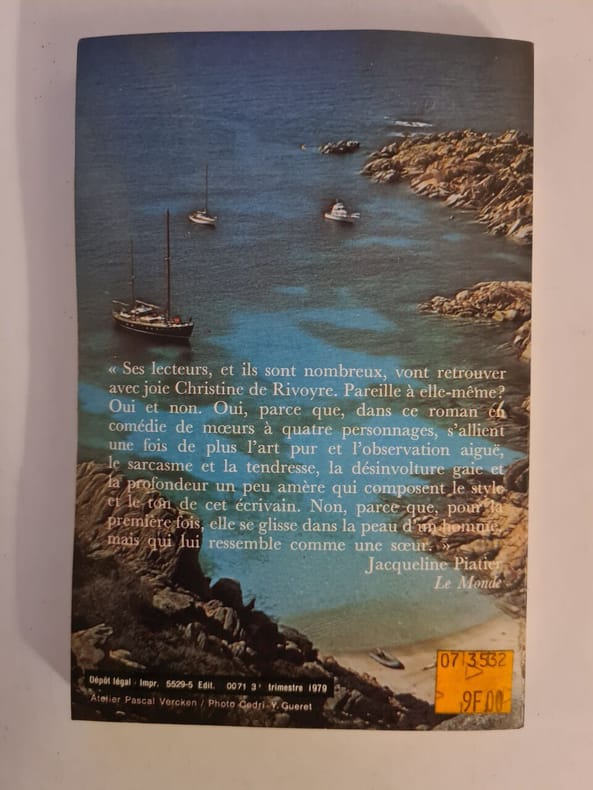 « Ses lecteurs, et ils sont nombreux, vont retrouver
avec joie Christine de Rivoyre. Pareille à elle-même?
Oui et non. Oui, parce que, dans ce roman en
comédie de mœurs à quatre personnages, s'allient
une fois de plus l'art pur et l'observation aiguë,
le sarcasme et la tendresse, la désinvolture gaie et
la profondeur un peu amère qui composent le style
et le ton de cet écrivain. Non, parce que, pour la
première fois, elle se glisse dans la peau d'un homme,
mais qui lui ressemble comme une sœur. »
Jacqueline Piatier
Le Monde
Dépôt légal - Impr. 5529-5 Edit. 0071 3e trimestre 1979
Atelier Pascal Vercken / Photo Cedri-Y. Gueret
07 3532
9F.00